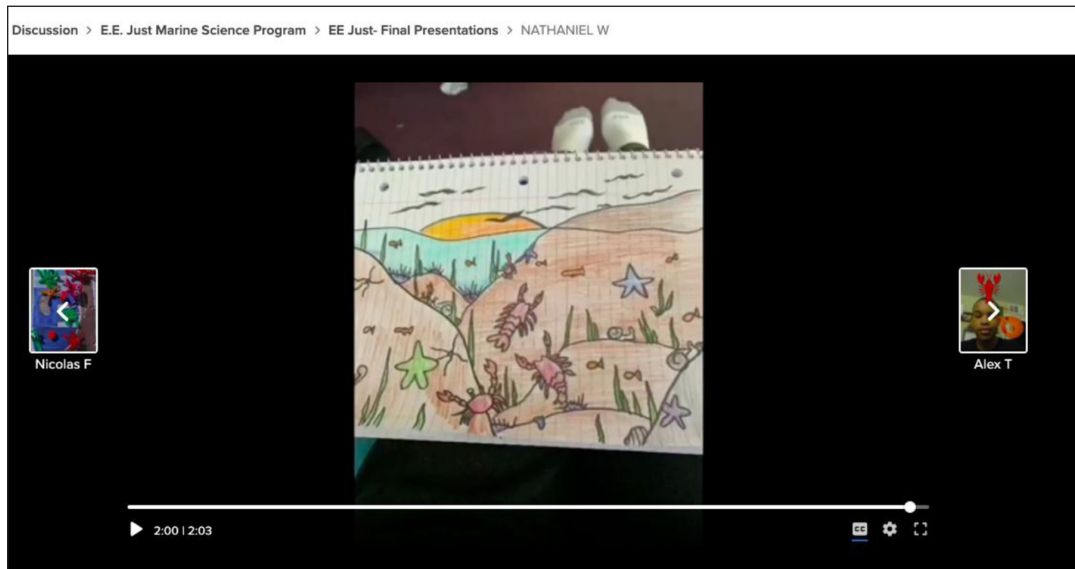 Discussion > E.E. Just Marine Science Program > EE Just- Final Presentations > NATHANIEL W
Nicolas F
Alex T
2:00 | 2:03
CC